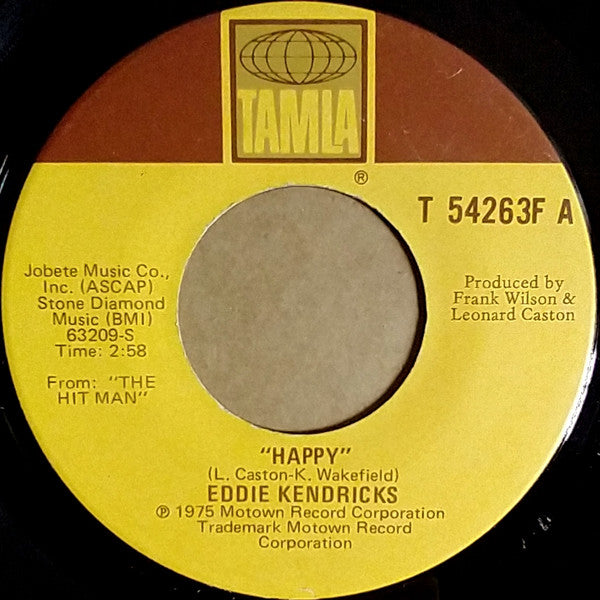 TAMLA
®
T 54263F A
Jobete Music Co.,
Inc. (ASCAP)
Stone Diamond
Music (BMI)
63209-S
Time: 2:58
From: "THE
HIT MAN"
Produced by
Frank Wilson &
Leonard Caston
"HAPPY"
(L. Caston-K. Wakefield)
EDDIE KENDRICKS
℗ 1975 Motown Record Corporation
Trademark Motown Record
Corporation